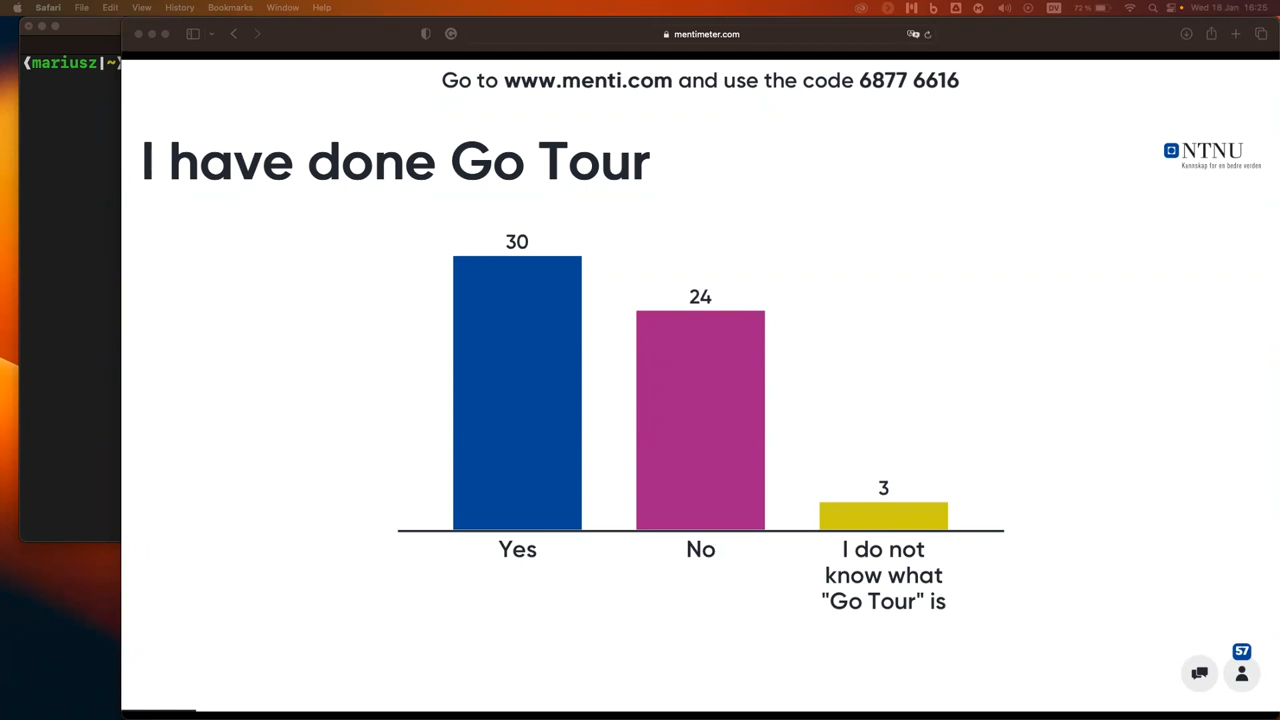 Safari File Edit View History Bookmarks Window Help
72 % Wed 18 Jan 16:25
mentimeter.com
(mariusz|~)
Go to www.menti.com and use the code 6877 6616
I have done Go Tour
NTNU
Kunnskap for en bedre verden
30
24
3
Yes
No
I do not
know what
"Go Tour" is
57